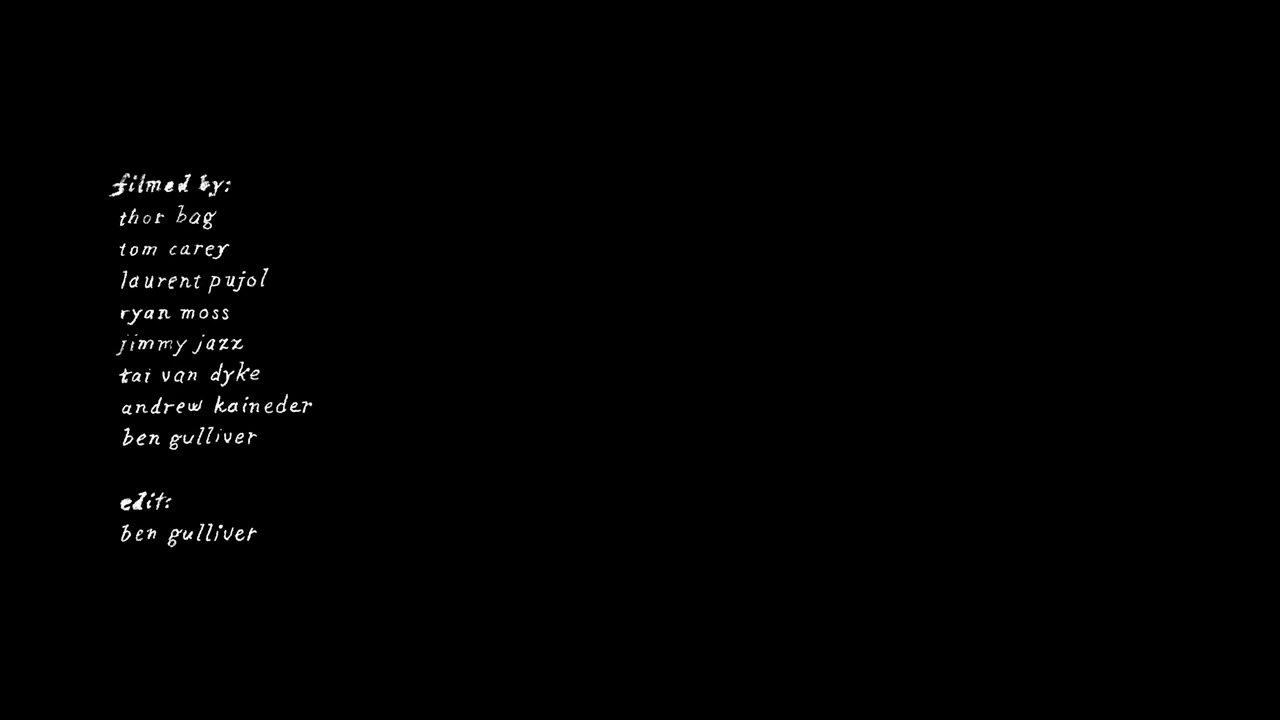 filmed by:
thor bag
tom carey
laurent pujol
ryan moss
jimmy jazz
tai van dyke
andrew kaineder
ben gulliver
edit:
ben gulliver